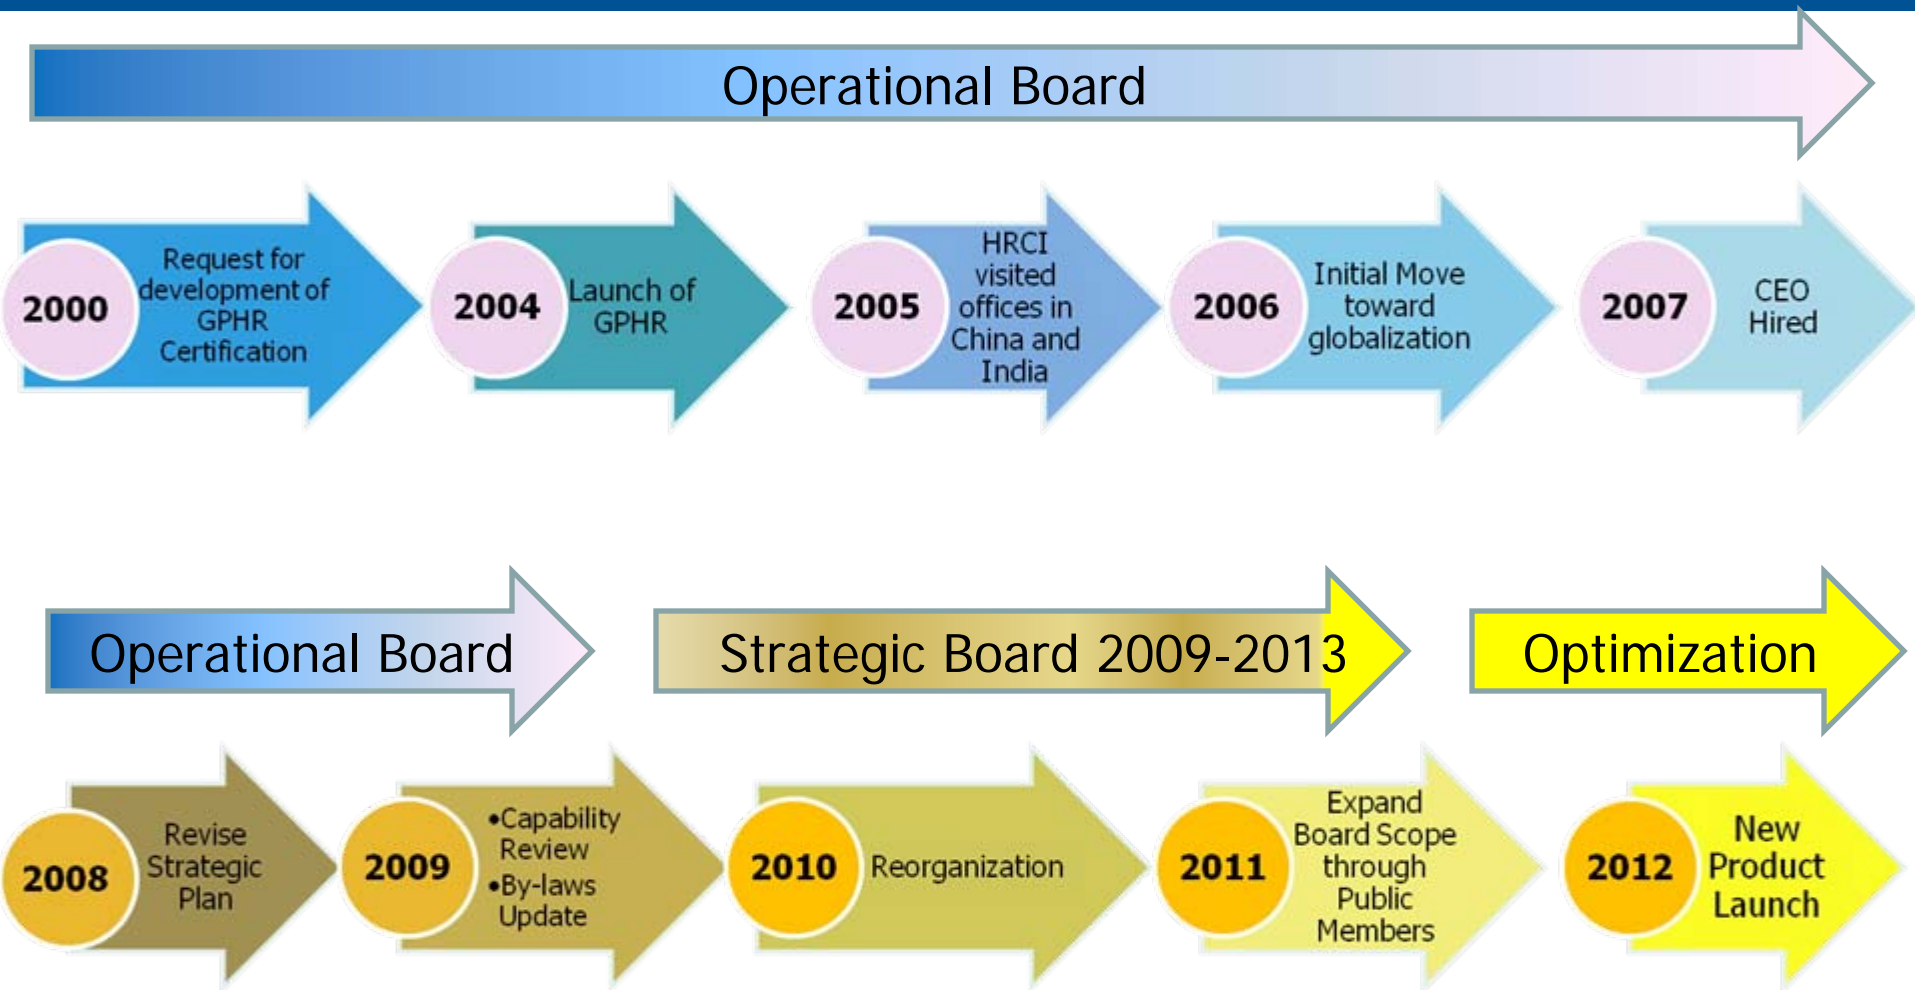 Operational Board
2000
Request for
development of
GPHR
Certification
2004
Launch of
GPHR
2005
HRCI
visited
offices in
China and
India
2006
Initial Move
toward
globalization
2007
CEO
Hired
Operational Board
Strategic Board 2009-2013
Optimization
2008
Revise
Strategic
Plan
2009
•Capability
Review
•By-laws
Update
2010
Reorganization
2011
Expand
Board Scope
through
Public
Members
2012
New
Product
Launch